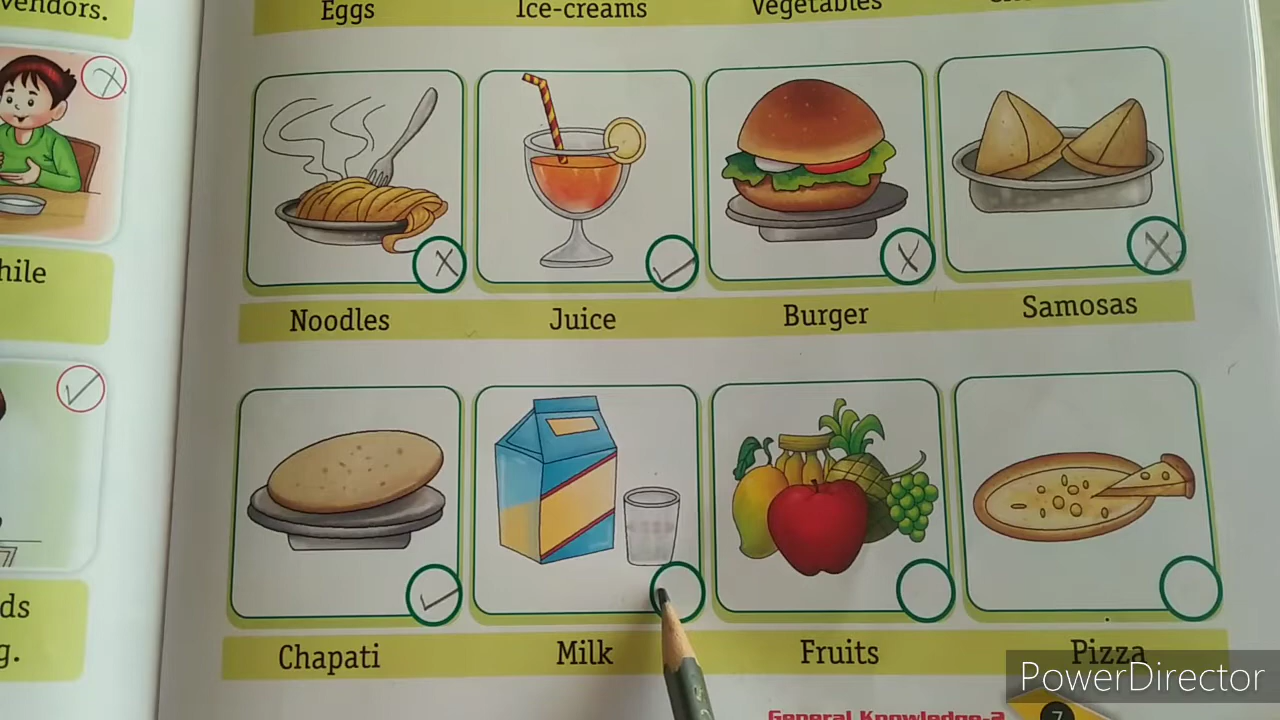 vendors.
Eggs
Ice-creams
Vegetables
Noodles
Juice
Burger
Samosas
hile
Chapati
Milk
Fruits
Pizza
ds
g.
PowerDirector
General Knowledge-2
7